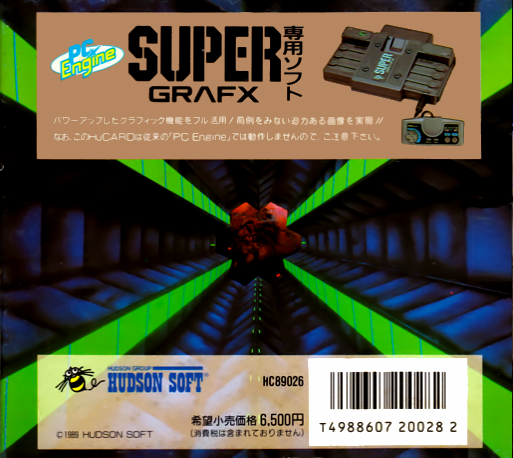 PC Engine
SUPER
GRAFX
専用ソフト
SUPER
パワーアップしたグラフィック機能をフル活用！前例をみない迫力ある画像を実現!!
なお、このHuCARDは従来の「PC Engine」では動作しませんので、ご注意下さい。
HUDSON GROUP
HUDSON SOFT
HC89026
©1989 HUDSON SOFT
希望小売価格 6,500円
(消費税は含まれておりません)
T4988607 20028 2